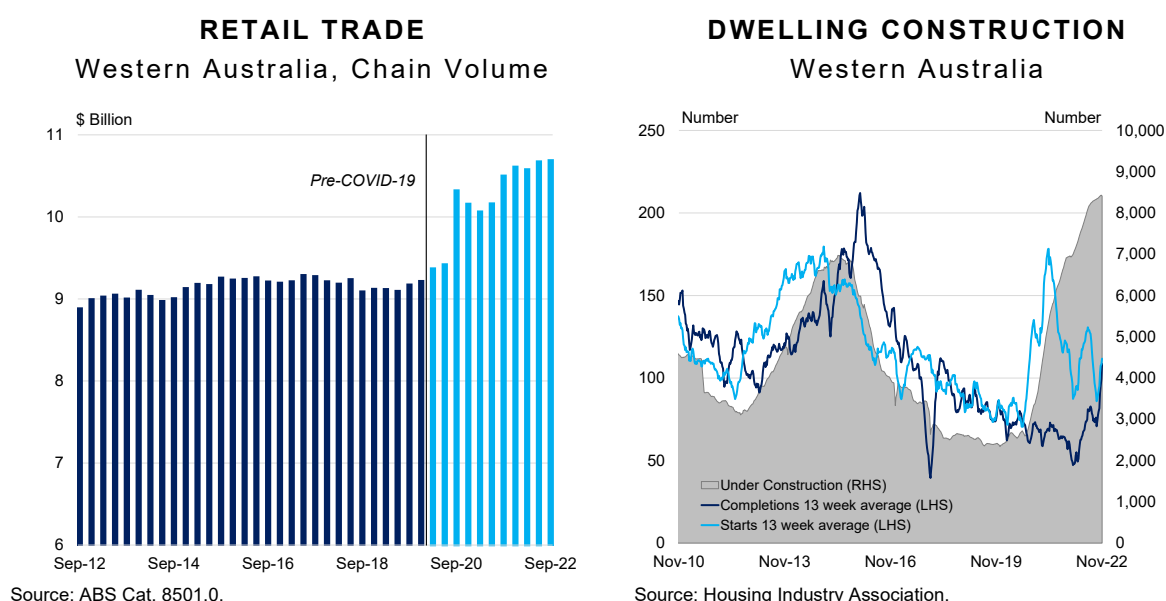 RETAIL TRADE
Western Australia, Chain Volume
$ Billion
11
10
9
8
7
6
Pre-COVID-19
Sep-12
Sep-14
Sep-16
Sep-18
Sep-20
Sep-22
Source: ABS Cat. 8501.0.
DWELLING CONSTRUCTION
Western Australia
Number
Number
250
200
150
100
50
0
10,000
9,000
8,000
7,000
6,000
5,000
4,000
3,000
2,000
1,000
0
Under Construction (RHS)
Completions 13 week average (LHS)
Starts 13 week average (LHS)
Nov-10
Nov-13
Nov-16
Nov-19
Nov-22
Source: Housing Industry Association.